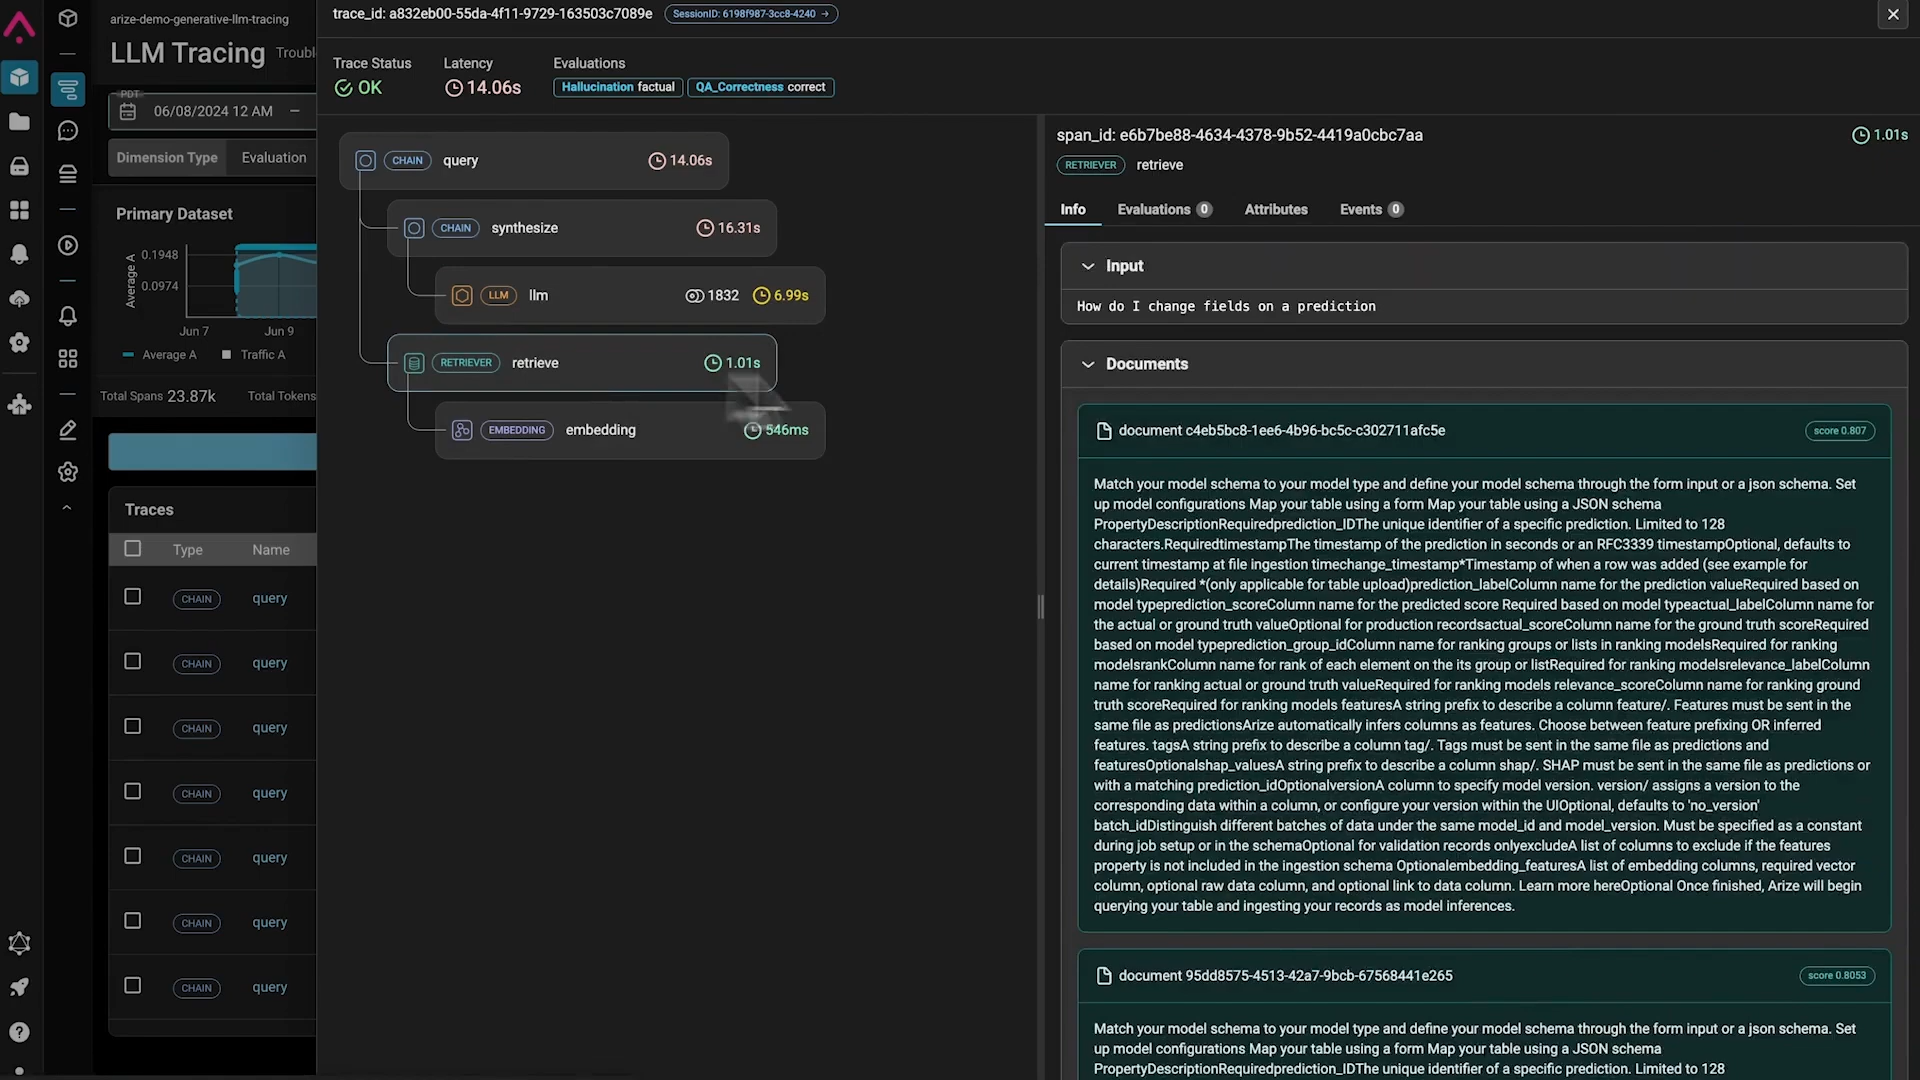 arize-demo-generative-llm-tracing
LLM Tracing
PDT
06/08/2024 12 AM –
Dimension Type Evaluation
Primary Dataset
Average A
0.1948
0.0974
Jun 7 Jun 9
Average A Traffic A
Total Spans 23.87k Total Tokens
Traces
Type Name
CHAIN query
CHAIN query
CHAIN query
CHAIN query
CHAIN query
CHAIN query
CHAIN query
trace_id: a832eb00-55da-4f11-9729-163503c7089e SessionID: 6198f987-3cc8-4240 →
Trace Status Latency Evaluations
OK 14.06s Hallucination factual QA_Correctness correct
CHAIN query 14.06s
CHAIN synthesize 16.31s
LLM llm 1832 6.99s
RETRIEVER retrieve 1.01s
EMBEDDING embedding 546ms
span_id: e6b7be88-4634-4378-9b52-4419a0cbc7aa 1.01s
RETRIEVER retrieve
Info Evaluations 0 Attributes Events 0
Input
How do I change fields on a prediction
Documents
document c4eb5bc8-1ee6-4b96-bc5c-c302711afc5e score 0.807
Match your model schema to your model type and define your model schema through the form input or a json schema. Set
up model configurations Map your table using a form Map your table using a JSON schema
PropertyDescriptionRequiredprediction_IDThe unique identifier of a specific prediction. Limited to 128
characters.RequiredtimestampThe timestamp of the prediction in seconds or an RFC3339 timestampOptional, defaults to
current timestamp at file ingestion timechange_timestamp*Timestamp of when a row was added (see example for
details)Required *(only applicable for table upload)prediction_labelColumn name for the prediction valueRequired based on
model typeprediction_scoreColumn name for the predicted score Required based on model typeactual_labelColumn name for
the actual or ground truth valueOptional for production recordsactual_scoreColumn name for the ground truth scoreRequired
based on model typeprediction_group_idColumn name for ranking groups or lists in ranking modelsRequired for ranking
modelsrankColumn name for rank of each element on the its group or listRequired for ranking modelsrelevance_labelColumn
name for ranking actual or ground truth valueRequired for ranking models relevance_scoreColumn name for ranking ground
truth scoreRequired for ranking models featuresA string prefix to describe a column feature/. Features must be sent in the
same file as predictionsArize automatically infers columns as features. Choose between feature prefixing OR inferred
features. tagsA string prefix to describe a column tag/. Tags must be sent in the same file as predictions and
featuresOptionalshap_valuesA string prefix to describe a column shap/. SHAP must be sent in the same file as predictions or
with a matching prediction_idOptionalversionA column to specify model version. version/ assigns a version to the
corresponding data within a column, or configure your version within the UIOptional, defaults to 'no_version'
batch_idDistinguish different batches of data under the same model_id and model_version. Must be specified as a constant
during job setup or in the schemaOptional for validation records onlyexcludeA list of columns to exclude if the features
property is not included in the ingestion schema Optionalembedding_featuresA list of embedding columns, required vector
column, optional raw data column, and optional link to data column. Learn more hereOptional Once finished, Arize will begin
querying your table and ingesting your records as model inferences.
document 95dd8575-4513-42a7-9bcb-67568441e265 score 0.8053
Match your model schema to your model type and define your model schema through the form input or a json schema. Set
up model configurations Map your table using a form Map your table using a JSON schema
PropertyDescriptionRequiredprediction_IDThe unique identifier of a specific prediction. Limited to 128